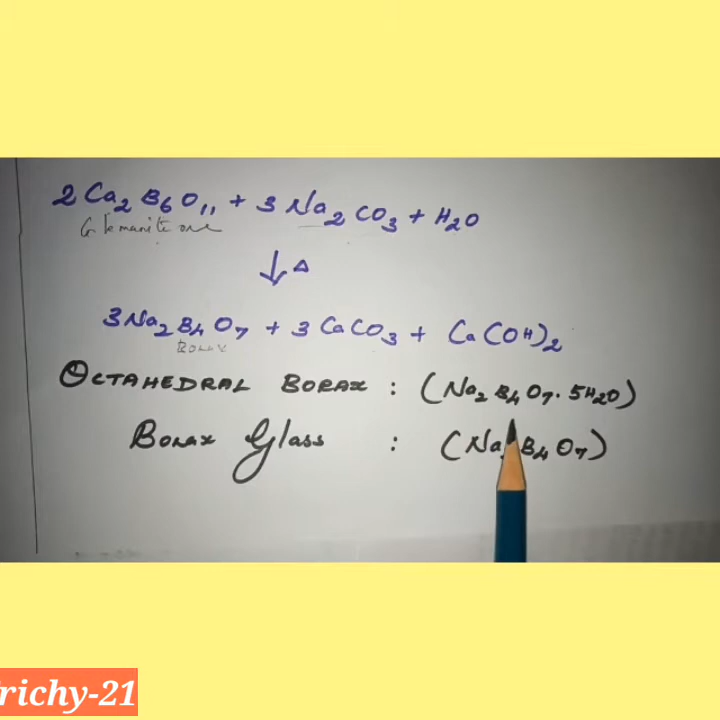 2Ca₂B₆O₁₁ + 3Na₂CO₃ + H₂O
ore
↓ Δ
3Na₂B₄O₇ + 3CaCO₃ + Ca(OH)₂
Borax
OCTAHEDRAL BORAX : (Na₂B₄O₇.5H₂O)
Borax Glass : (Na₂B₄O₇)
richy-21